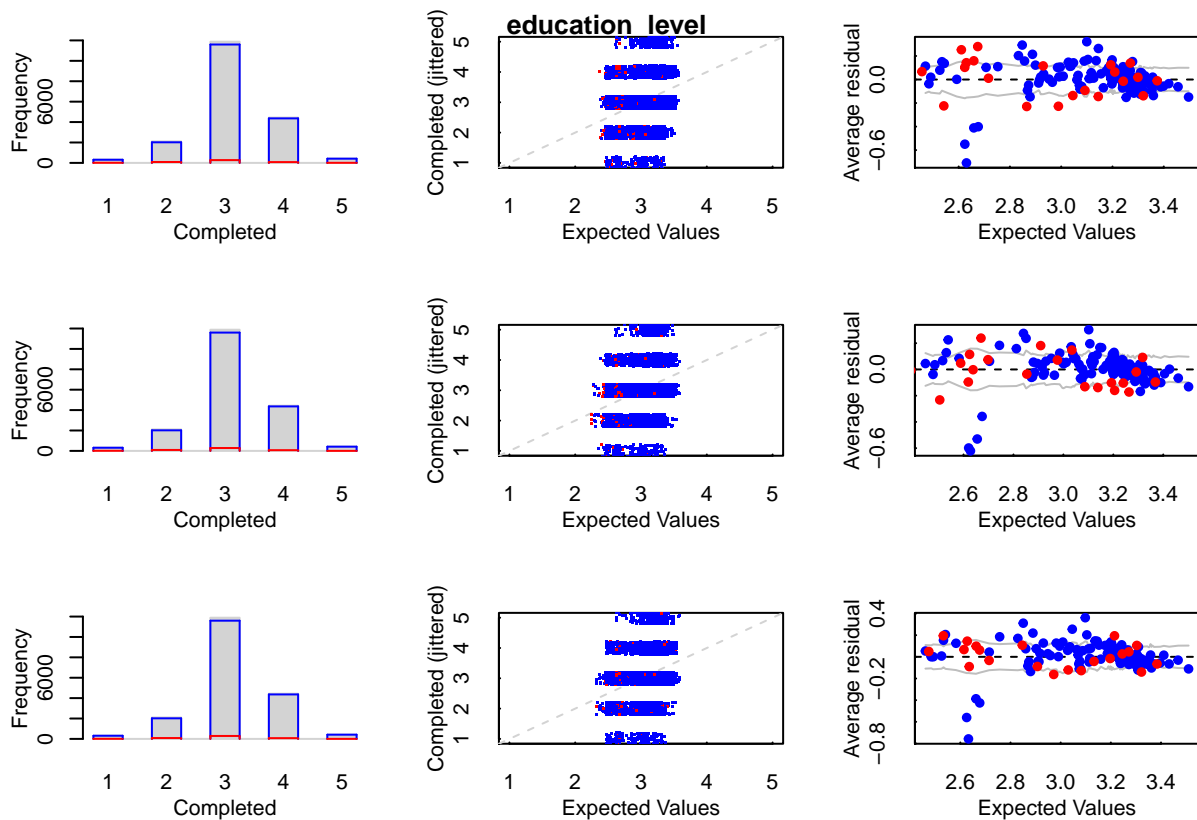 education_level
Frequency
0 6000
1 2 3 4 5
Completed
Completed (jittered)
1 2 3 4 5
1 2 3 4 5
Expected Values
Average residual
−0.6 0.0
2.6 3.0 3.2 3.4
Expected Values
Frequency
0 6000
1 2 3 4 5
Completed
Completed (jittered)
1 2 3 4 5
1 2 3 4 5
Expected Values
Average residual
−0.6 0.0
2.6 3.0 3.2 3.4
Expected Values
Frequency
0 6000
1 2 3 4 5
Completed
Completed (jittered)
1 2 3 4 5
1 2 3 4 5
Expected Values
Average residual
−0.8 −0.2 0.4
2.6 3.0 3.2 3.4
Expected Values